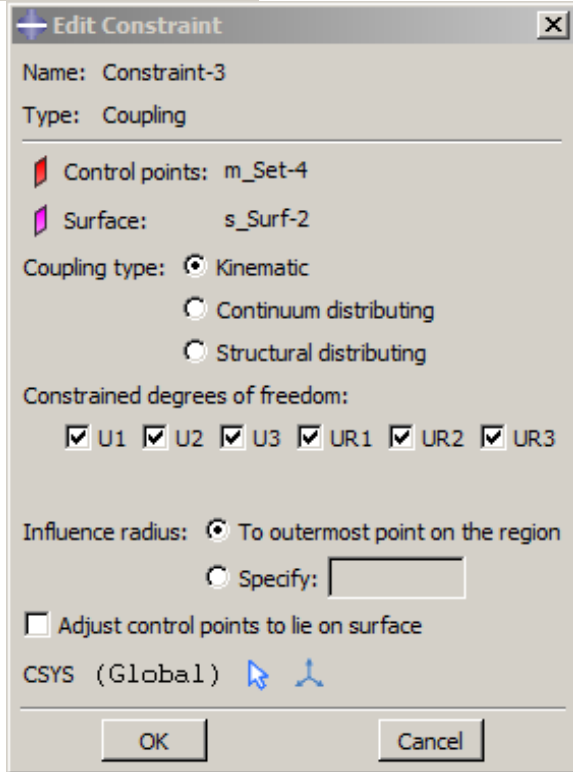 Edit Constraint
Name: Constraint-3
Type: Coupling
Control points: m_Set-4
Surface: s_Surf-2
Coupling type: Kinematic
Continuum distributing
Structural distributing
Constrained degrees of freedom:
U1 U2 U3 UR1 UR2 UR3
Influence radius: To outermost point on the region
Specify:
Adjust control points to lie on surface
CSYS (Global)
OK Cancel